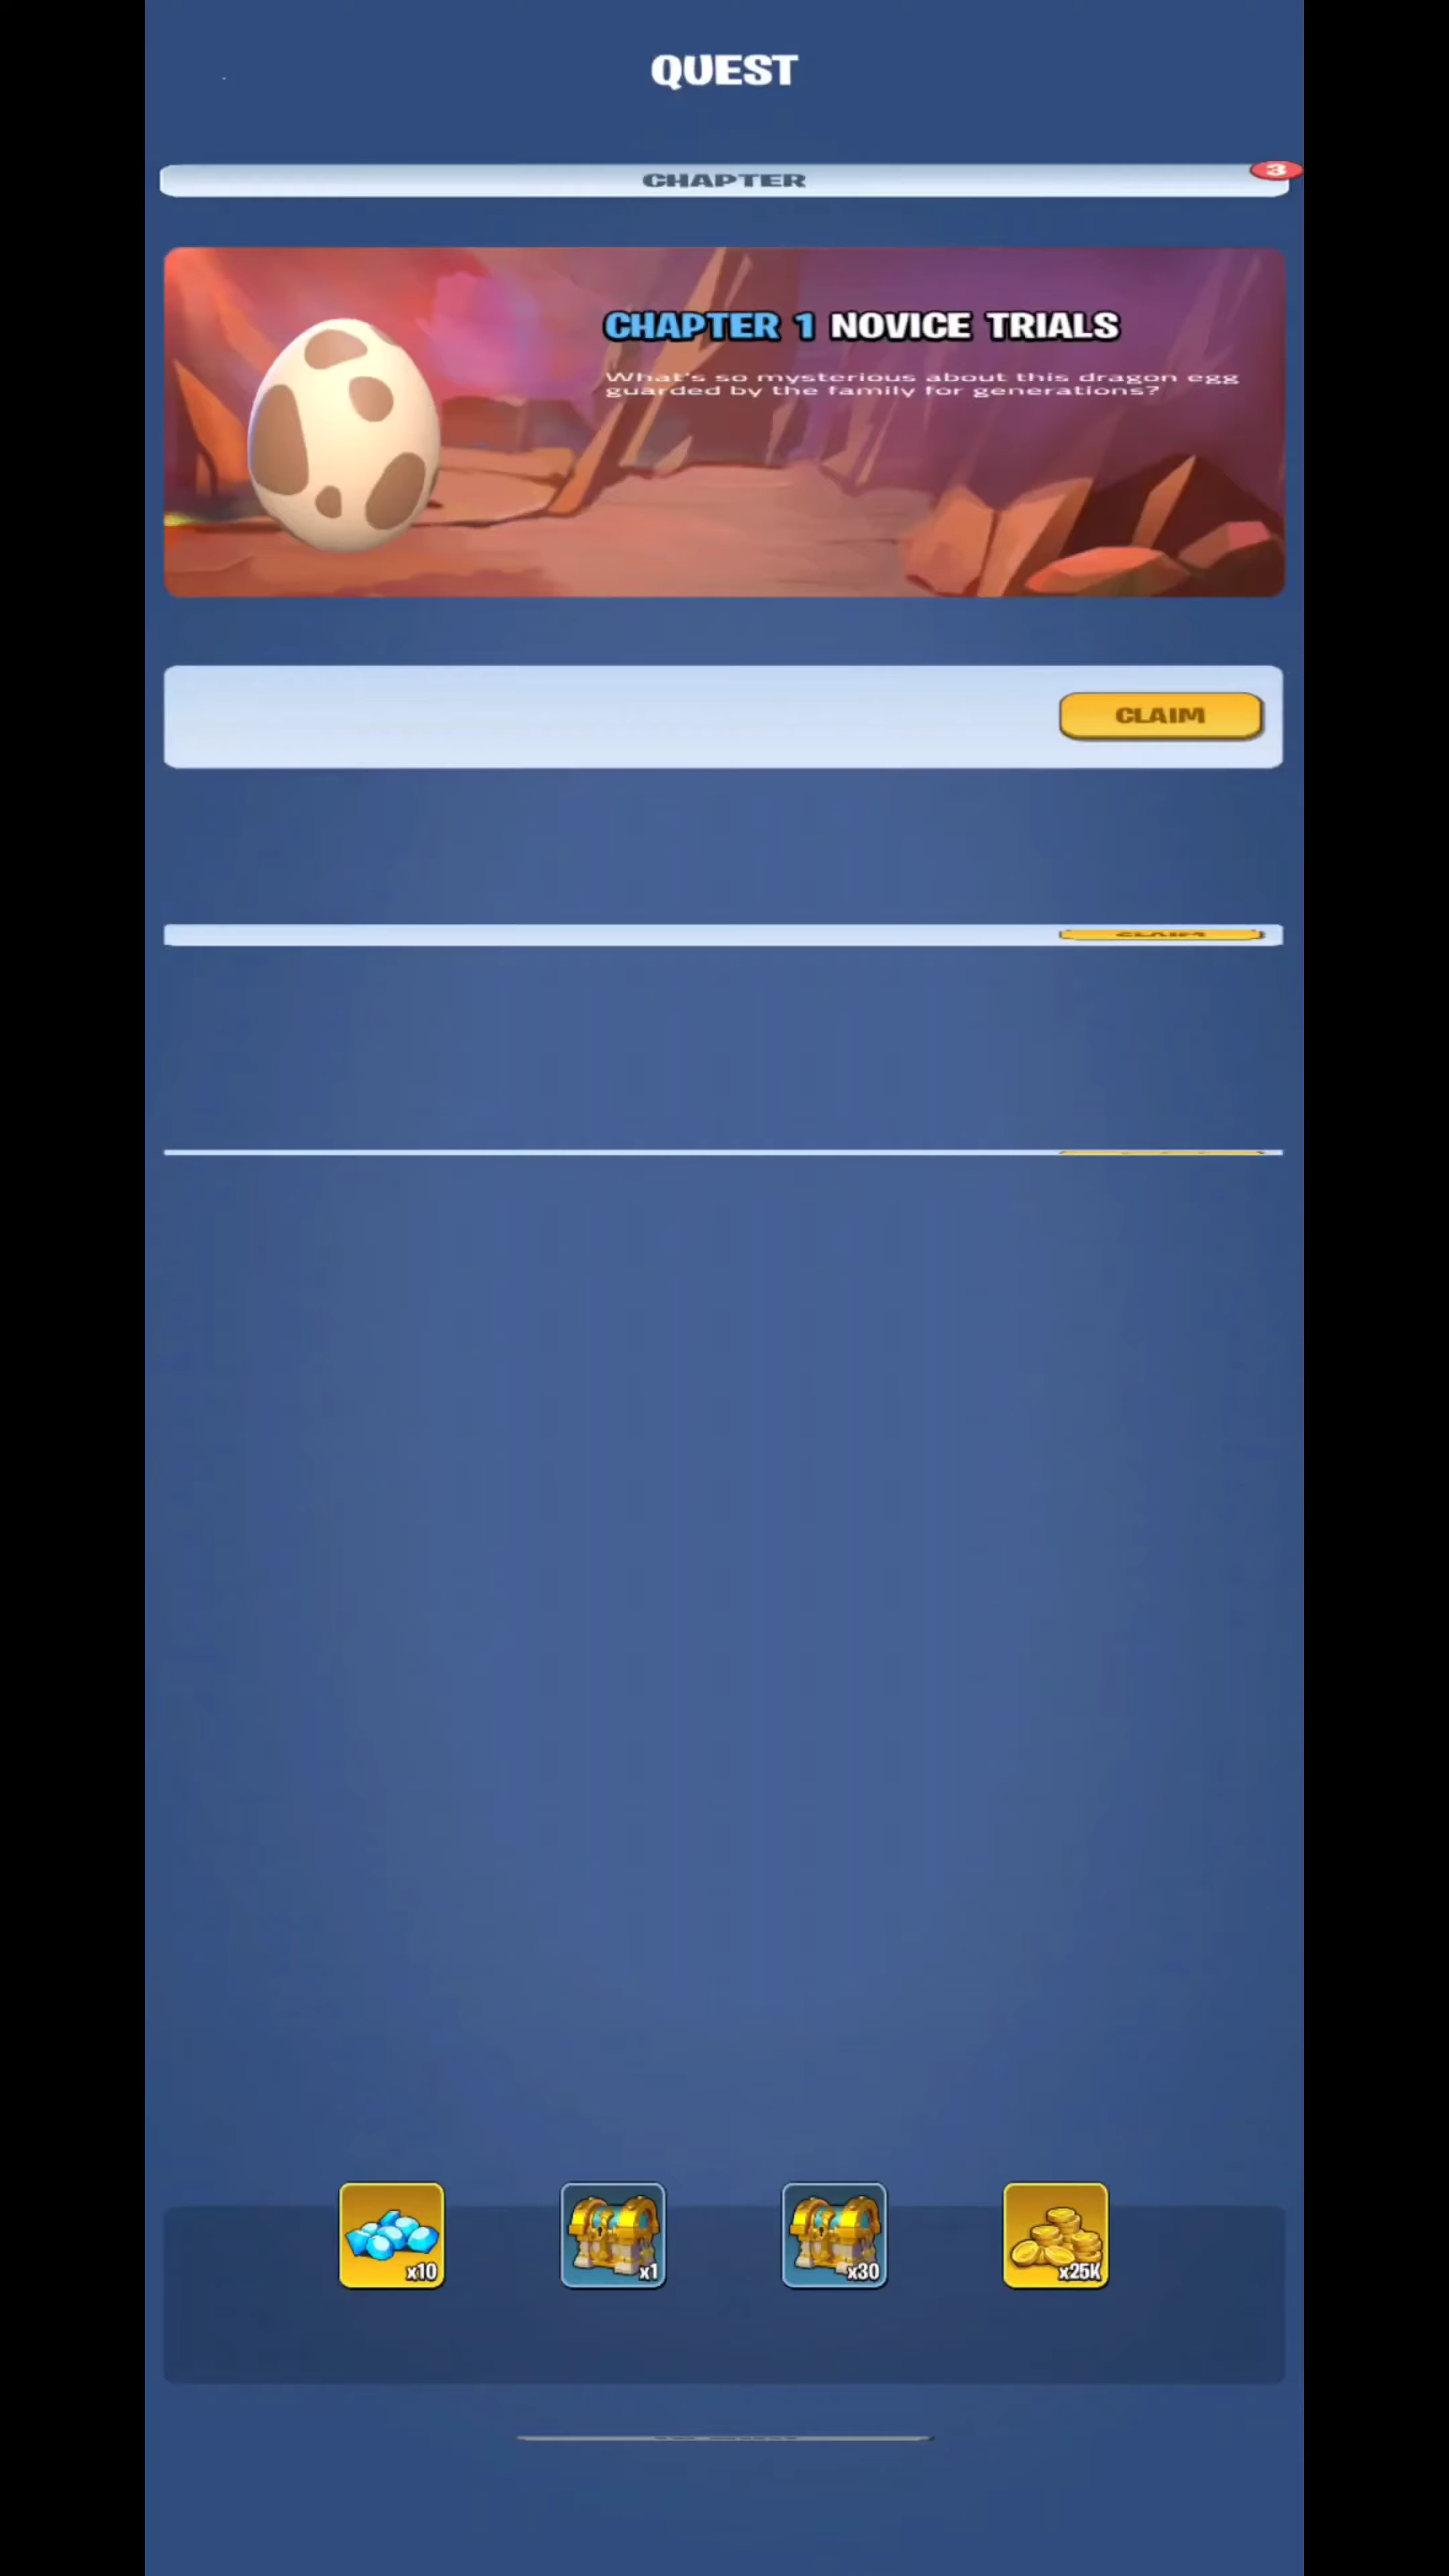 QUEST
CHAPTER
3
CHAPTER 1 NOVICE TRIALS
What's so mysterious about this dragon egg
guarded by the family for generations?
CLAIM
CLAIM
x10
x1
x30
x25K